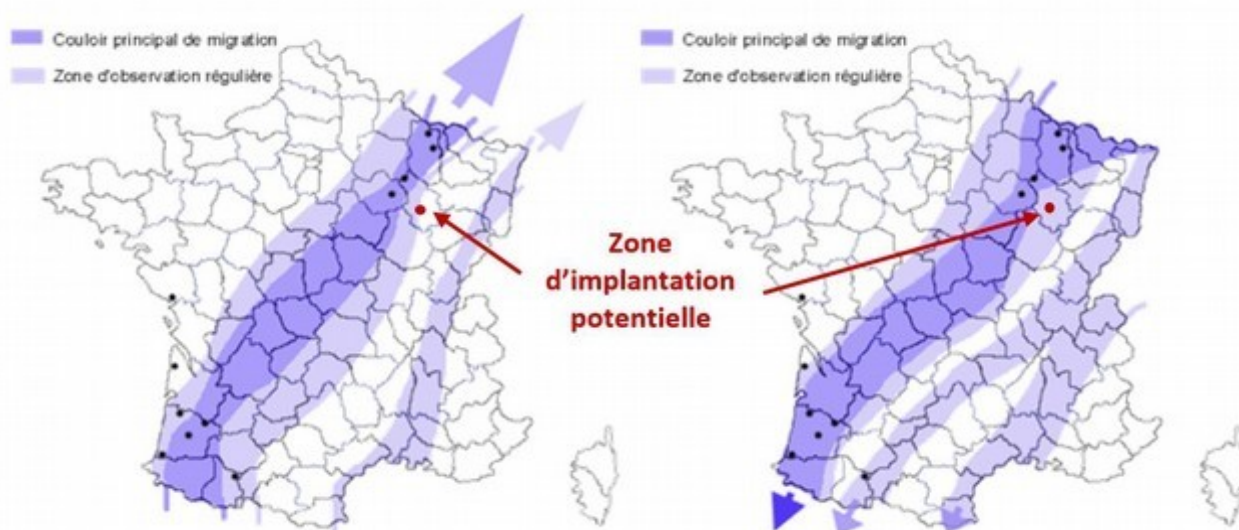 Couloir principal de migration
Zone d'observation régulière
Couloir principal de migration
Zone d'observation régulière
Zone
d'implantation
potentielle